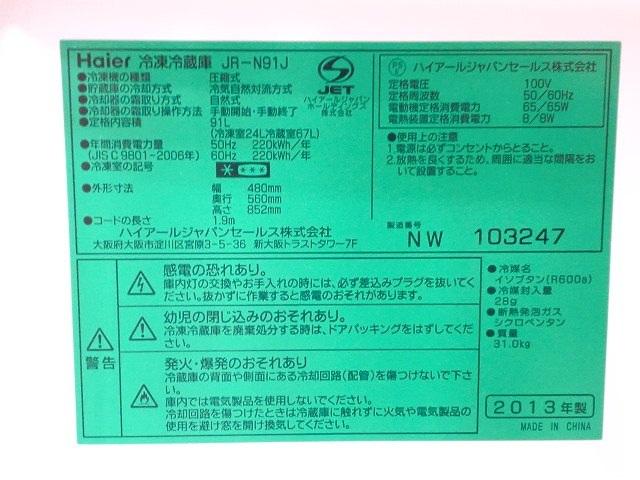 Haier 冷凍冷蔵庫 JR-N91J
●冷凍機の種類 圧縮式
●貯蔵庫の冷却方式 冷気自然対流方式
●冷却器の霜取り方式 自然式
●冷却器の霜取り操作方法 手動開始・手動終了
●定格内容積 91L
(冷凍室24L冷蔵室67L)
●年間消費電力量 50Hz 220kWh/年
(JIS C 9801-2006年) 60Hz 220kWh/年
●冷凍室の記号
●外形寸法 幅 480mm
奥行 560mm
高さ 852mm
●コードの長さ 1.9m
ハイアールジャパンセールス株式会社
大阪府大阪市淀川区宮原3-5-36 新大阪トラストタワー7F
S JET
ハイアールジャパン
ホールディングス
株式会社
PS E ハイアールジャパンセールス株式会社
定格電圧 100V
定格周波数 50/60Hz
電動機定格消費電力 65/65W
電熱装置定格消費電力 8/8W
●使用上の注意
1.電源は必ずコンセントからとること。
2.放熱を良くするため、周囲に適当な間隔をお
いて設置すること。
製造番号
NW 103247
警告
感電の恐れあり。
庫内灯の交換やお手入れの時には、必ず差込みプラグを抜いてく
ださい。抜かずに作業すると感電のおそれがあります。
幼児の閉じ込みのおそれあり
冷凍冷蔵庫を廃棄処分する時は、ドアパッキングをはずしてくだ
さい。
発火・爆発のおそれあり
冷蔵庫の背面や側面にある冷却回路(配管)を傷つけないで下さ
い。
庫内では電気製品を使用しないでください。
冷却回路を傷つけたときは冷蔵庫に触れずに火気や電気製品の
使用を避け窓を開け換気してください。
●冷媒名
イソブタン(R600a)
●冷媒封入量
28g
●断熱発泡ガス
シクロペンタン
●質量
31.0kg
2013年製
MADE IN CHINA